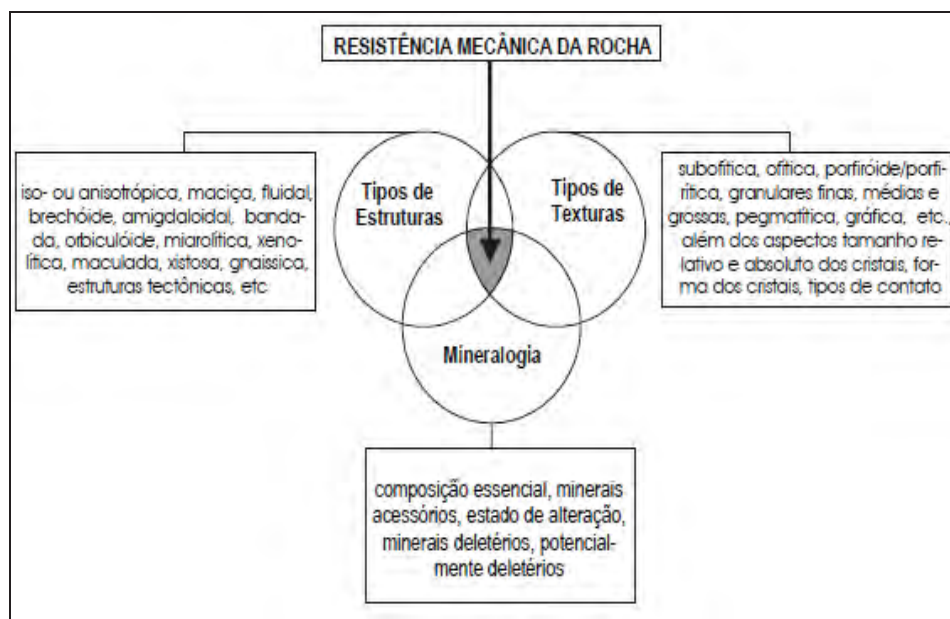 RESISTÊNCIA MECÂNICA DA ROCHA
iso- ou anisotrópica, maciça, fluidal,
brechóide, amigdaloidal, banda-
da, orbiculóide, miarolítica, xeno-
lítica, maculada, xistosa, gnaissica,
estruturas tectônicas, etc
Tipos de
Estruturas
Tipos de
Texturas
subofítica, ofítica, porfiróide/porfi-
rítica, granulares finas, médias e
grossas, pegmatítica, gráfica, etc.,
além dos aspectos tamanho re-
lativo e absoluto dos cristais, for-
ma dos cristais, tipos de contato
Mineralogia
composição essencial, minerais
acessórios, estado de alteração,
minerais deletérios, potencial-
mente deletérios